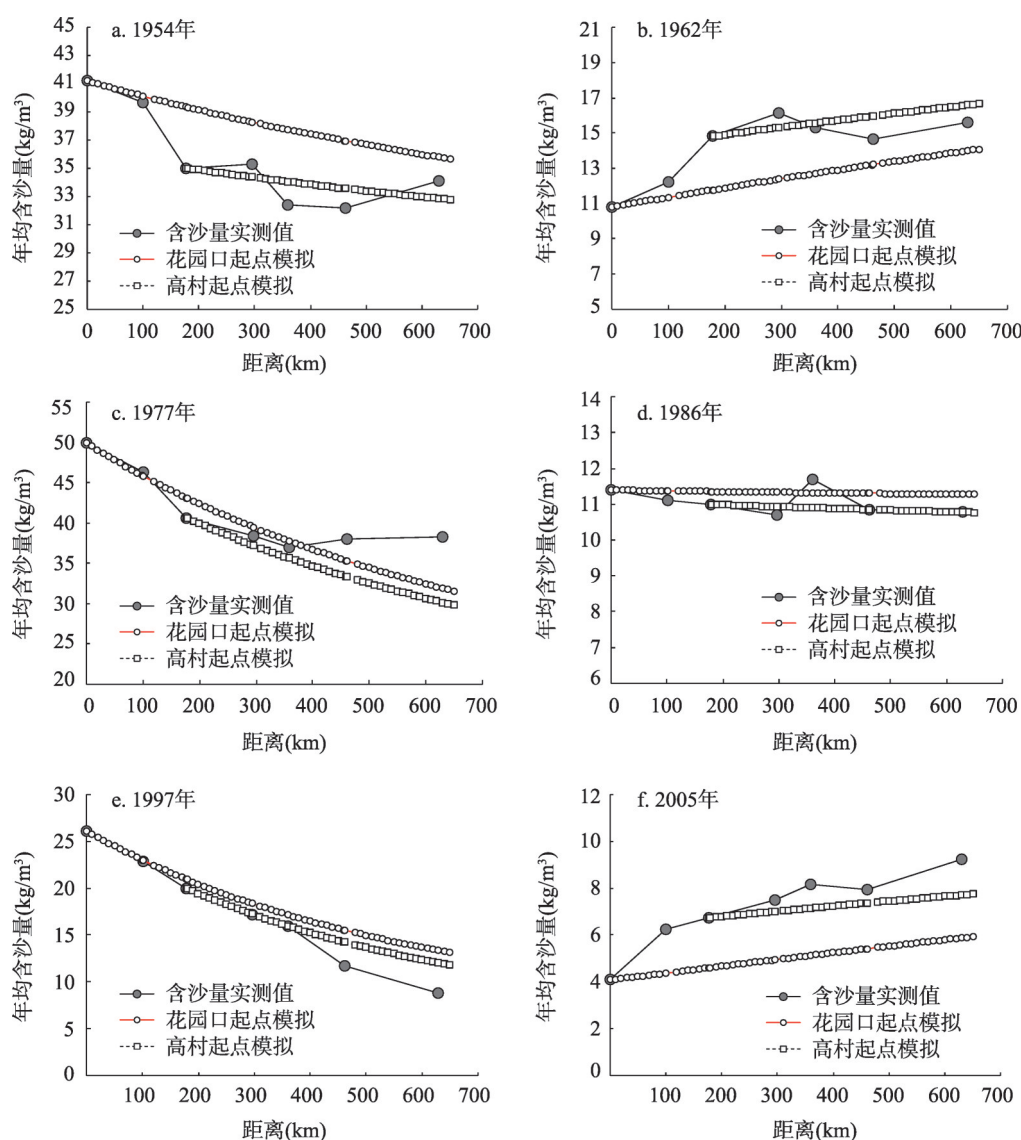 a. 1954年
年均含沙量(kg/m³)
45
43
41
39
37
35
33
31
29
27
25
含沙量实测值
花园口起点模拟
高村起点模拟
0 100 200 300 400 500 600 700
距离(km)
b. 1962年
年均含沙量(kg/m³)
21
19
17
15
13
11
9
7
5
含沙量实测值
花园口起点模拟
高村起点模拟
0 100 200 300 400 500 600 700
距离(km)
c. 1977年
年均含沙量(kg/m³)
55
50
45
40
35
30
25
20
含沙量实测值
花园口起点模拟
高村起点模拟
0 100 200 300 400 500 600 700
距离(km)
d. 1986年
年均含沙量(kg/m³)
14
13
12
11
10
9
8
7
6
含沙量实测值
花园口起点模拟
高村起点模拟
0 100 200 300 400 500 600 700
距离(km)
e. 1997年
年均含沙量(kg/m³)
30
25
20
15
10
5
0
含沙量实测值
花园口起点模拟
高村起点模拟
0 100 200 300 400 500 600 700
距离(km)
f. 2005年
年均含沙量(kg/m³)
12
10
8
6
4
2
0
含沙量实测值
花园口起点模拟
高村起点模拟
100 200 300 400 500 600 700
距离(km)